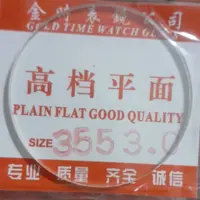 金时表镜公司
GOLD TIME WATCH GL
高档平面
PLAIN FLAT GOOD QUALITY
SIZE 3553.0
专业 质量 齐全 诚信